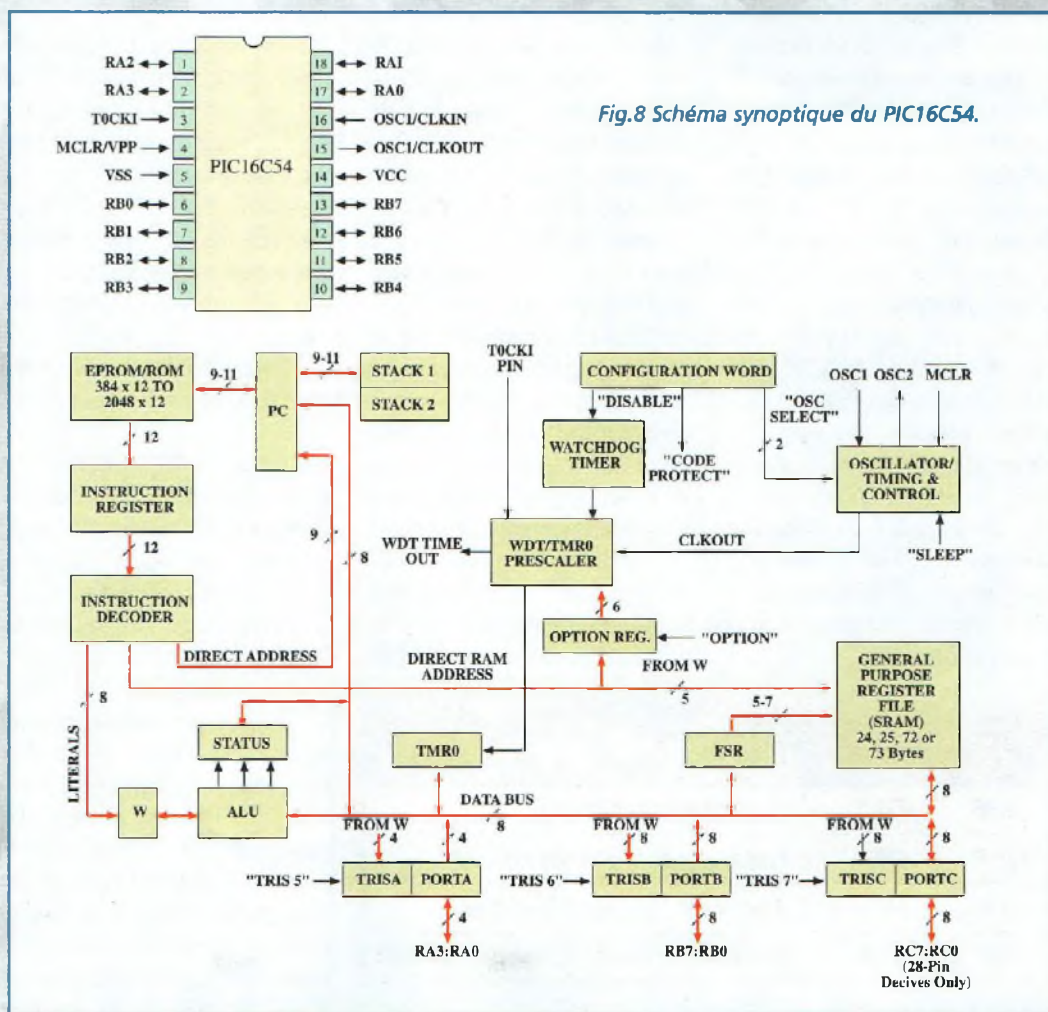 Fig.8 Schéma synoptique du PIC16C54.
RA2
RA3
T0CKI
MCLR/VPP
VSS
RB0
RB1
RB2
RB3
1
2
3
4
5
6
7
8
9
PIC16C54
18
17
16
15
14
13
12
11
10
RA1
RA0
OSC1/CLKIN
OSC1/CLKOUT
VCC
RB7
RB6
RB5
RB4
EPROM/ROM
384 x 12 TO
2048 x 12
9-11
PC
9-11
STACK 1
STACK 2
T0CKI
PIN
CONFIGURATION WORD
"DISABLE"
"OSC
SELECT"
OSC1 OSC2 MCLR
12
WATCHDOG
TIMER
"CODE
PROTECT"
2
OSCILLATOR/
TIMING &
CONTROL
INSTRUCTION
REGISTER
12
9
8
WDT TIME
OUT
WDT/TMR0
PRESCALER
CLKOUT
"SLEEP"
INSTRUCTION
DECODER
6
OPTION REG.
"OPTION"
DIRECT ADDRESS
DIRECT RAM
ADDRESS
FROM W
5
GENERAL
PURPOSE
REGISTER
FILE
(SRAM)
24, 25, 72 or
73 Bytes
8
LITERALS
5-7
STATUS
TMR0
FSR
W
ALU
DATA BUS
8
8
FROM W
4
4
FROM W
8
8
FROM W
8
8
"TRIS 5"
TRISA
PORTA
"TRIS 6"
TRISB
PORTB
"TRIS 7"
TRISC
PORTC
4
8
8
RA3:RA0
RB7:RB0
RC7:RC0
(28-Pin
Decives Only)